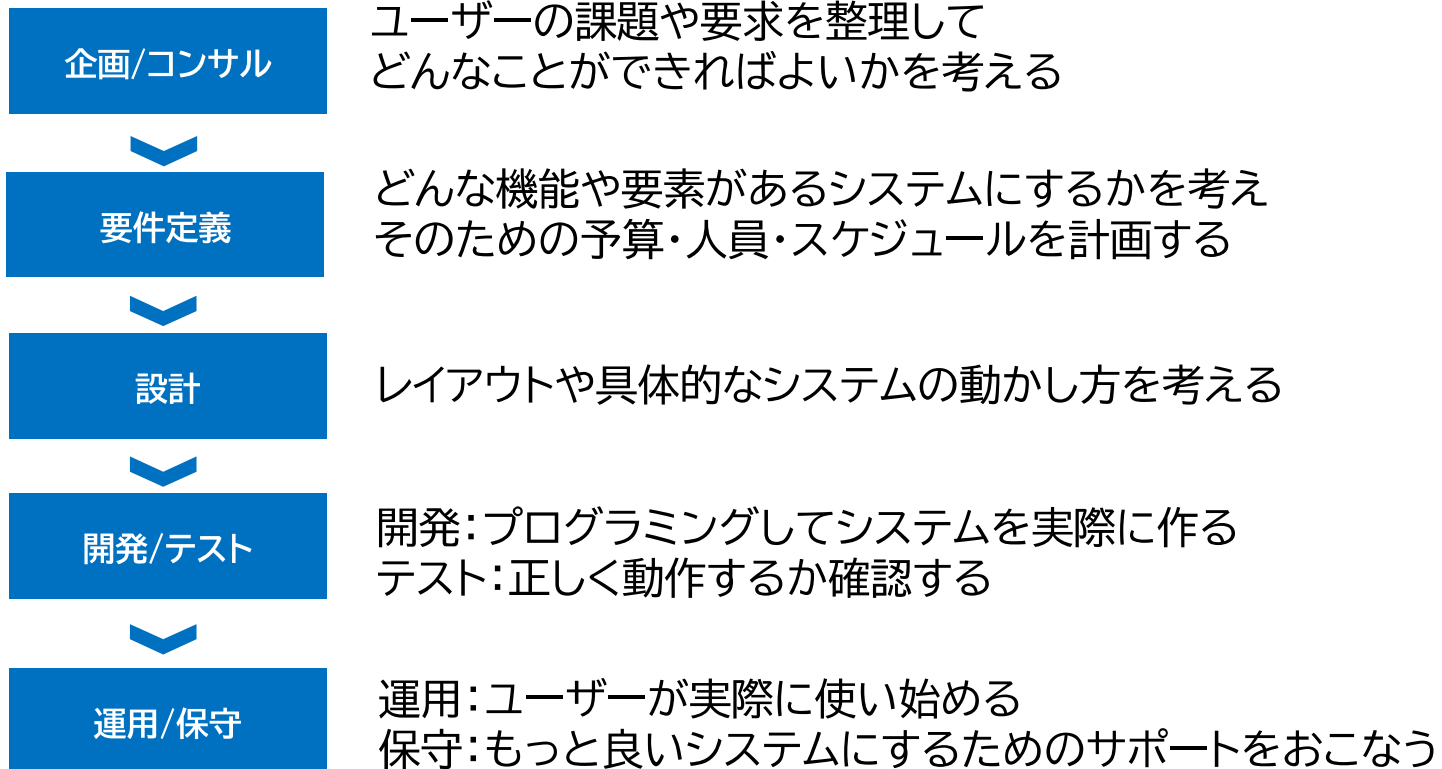 企画/コンサル
ユーザーの課題や要求を整理して
どんなことができればよいかを考える
要件定義
どんな機能や要素があるシステムにするかを考え
そのための予算・人員・スケジュールを計画する
設計
レイアウトや具体的なシステムの動かし方を考える
開発/テスト
開発：プログラミングしてシステムを実際に作る
テスト：正しく動作するか確認する
運用/保守
運用：ユーザーが実際に使い始める
保守：もっと良いシステムにするためのサポートをおこなう